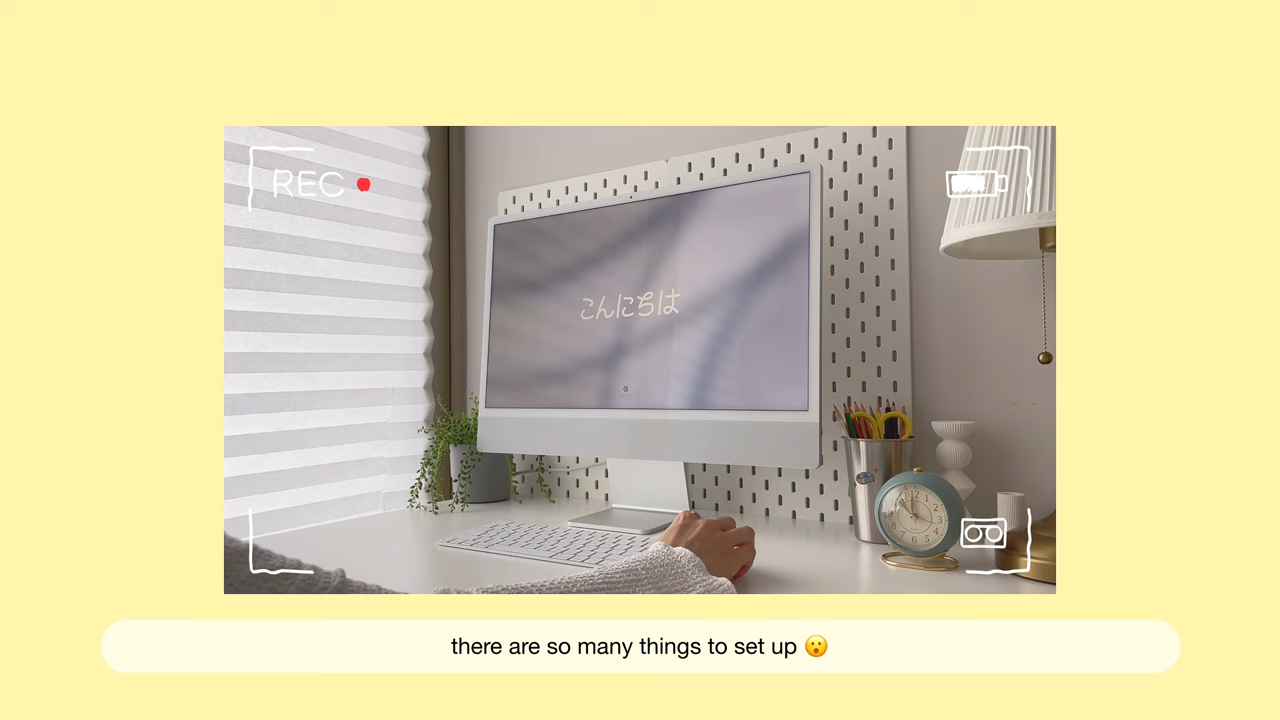 REC
こんにちは
there are so many things to set up 😮